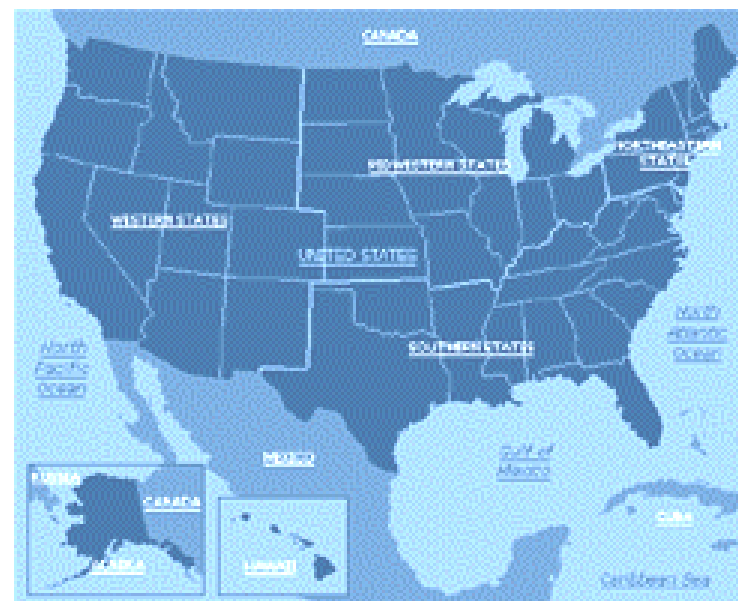 CANADA
NORTHEASTERN
STATES
MIDWESTERN STATES
WESTERN STATES
UNITED STATES
North
Atlantic
Ocean
SOUTHERN STATES
North
Pacific
Ocean
Gulf of
Mexico
MEXICO
RUSSIA
CANADA
CUBA
ALASKA
HAWAII
Caribbean Sea